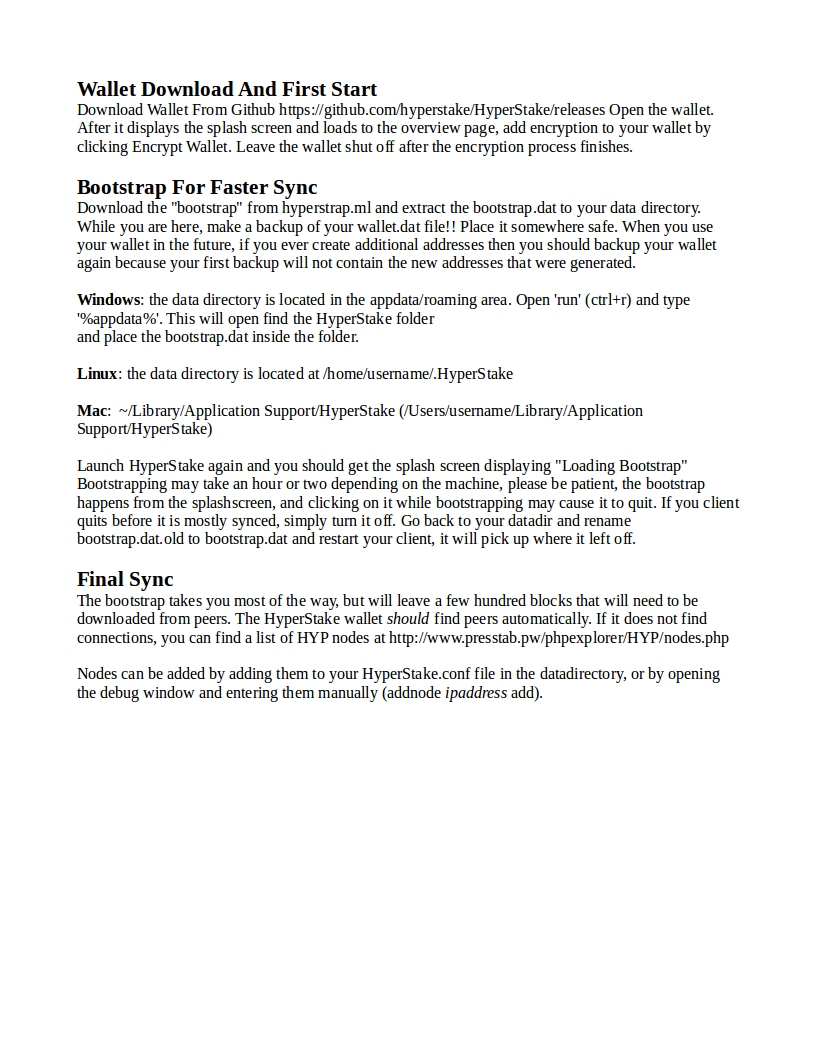 Wallet Download And First Start
Download Wallet From Github https://github.com/hyperstake/HyperStake/releases Open the wallet.
After it displays the splash screen and loads to the overview page, add encryption to your wallet by
clicking Encrypt Wallet. Leave the wallet shut off after the encryption process finishes.
Bootstrap For Faster Sync
Download the "bootstrap" from hyperstrap.ml and extract the bootstrap.dat to your data directory.
While you are here, make a backup of your wallet.dat file!! Place it somewhere safe. When you use
your wallet in the future, if you ever create additional addresses then you should backup your wallet
again because your first backup will not contain the new addresses that were generated.
Windows: the data directory is located in the appdata/roaming area. Open 'run' (ctrl+r) and type
'%appdata%'. This will open find the HyperStake folder
and place the bootstrap.dat inside the folder.
Linux: the data directory is located at /home/username/.HyperStake
Mac:  ~/Library/Application Support/HyperStake (/Users/username/Library/Application
Support/HyperStake)
Launch HyperStake again and you should get the splash screen displaying "Loading Bootstrap"
Bootstrapping may take an hour or two depending on the machine, please be patient, the bootstrap
happens from the splashscreen, and clicking on it while bootstrapping may cause it to quit. If you client
quits before it is mostly synced, simply turn it off. Go back to your datadir and rename
bootstrap.dat.old to bootstrap.dat and restart your client, it will pick up where it left off.
Final Sync
The bootstrap takes you most of the way, but will leave a few hundred blocks that will need to be
downloaded from peers. The HyperStake wallet should find peers automatically. If it does not find
connections, you can find a list of HYP nodes at http://www.presstab.pw/phpexplorer/HYP/nodes.php
Nodes can be added by adding them to your HyperStake.conf file in the datadirectory, or by opening
the debug window and entering them manually (addnode ipaddress add).